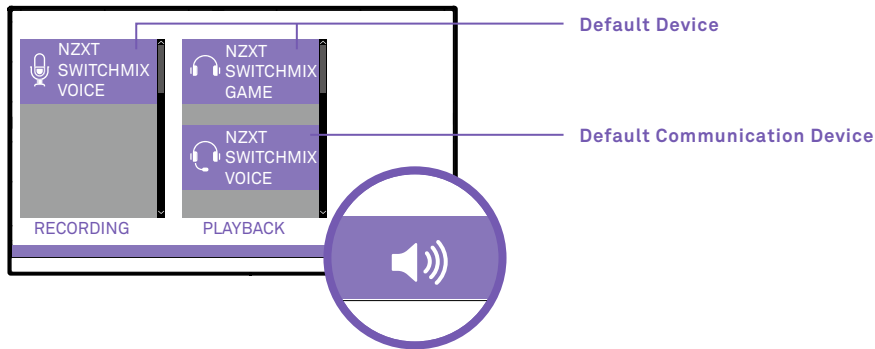 Default Device
NZXT
SWITCHMIX
VOICE
NZXT
SWITCHMIX
GAME
Default Communication Device
NZXT
SWITCHMIX
VOICE
RECORDING
PLAYBACK